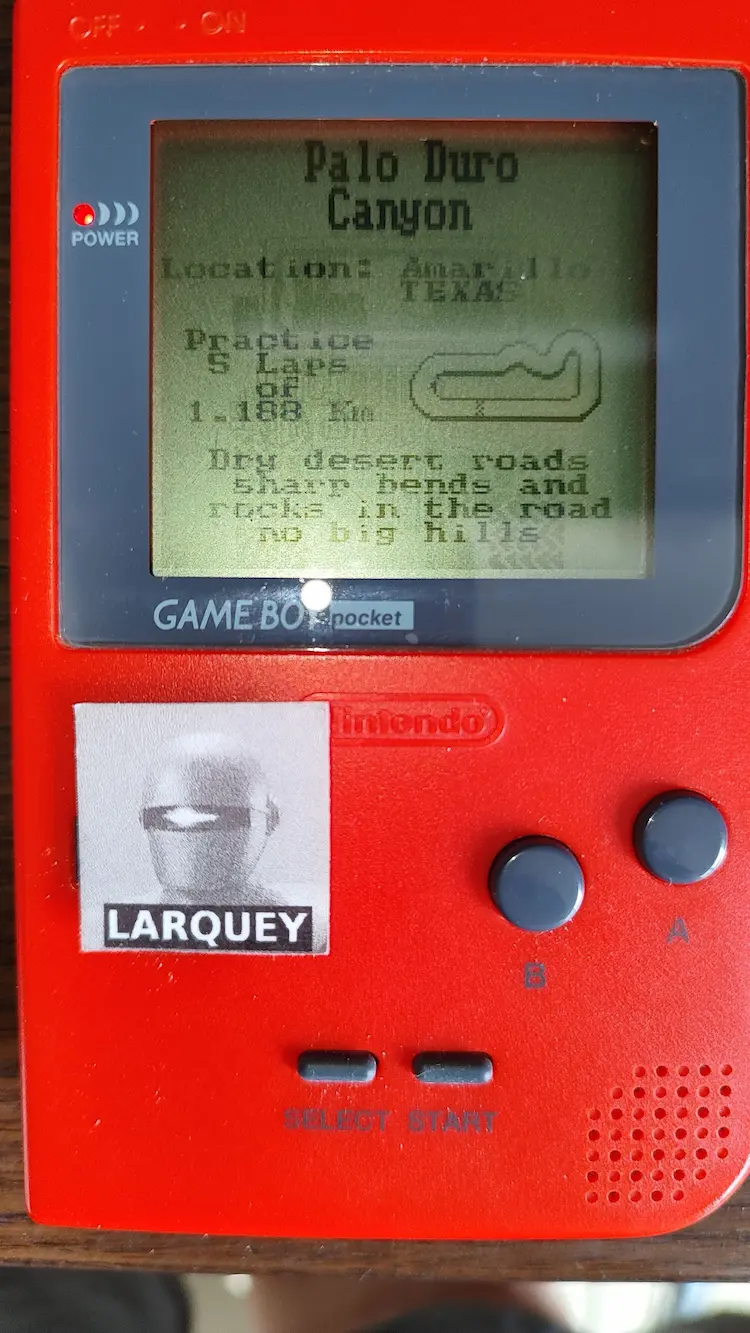 OFF ON
POWER
Palo Duro
Canyon
Location: Amarillo
TEXAS
Practice
5 Laps
of
1.188 Km
Dry desert roads
sharp bends and
rocks in the road
no big hills
GAME BOY pocket
Nintendo
LARQUEY
A
B
SELECT START